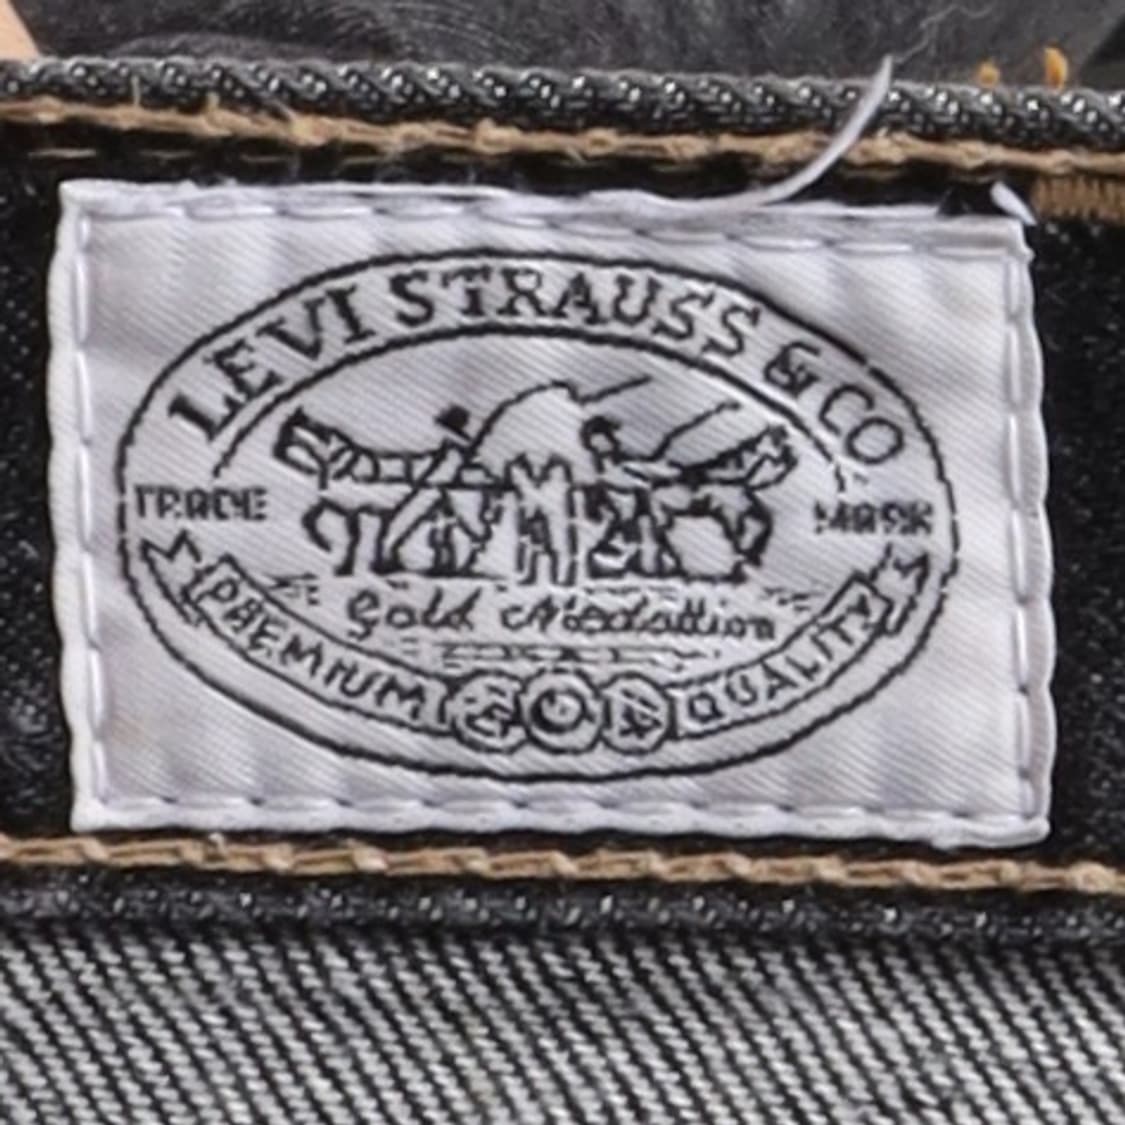 LEVI STRAUSS & CO
TRADE MARK
Gold Medallion
PREMIUM QUALITY